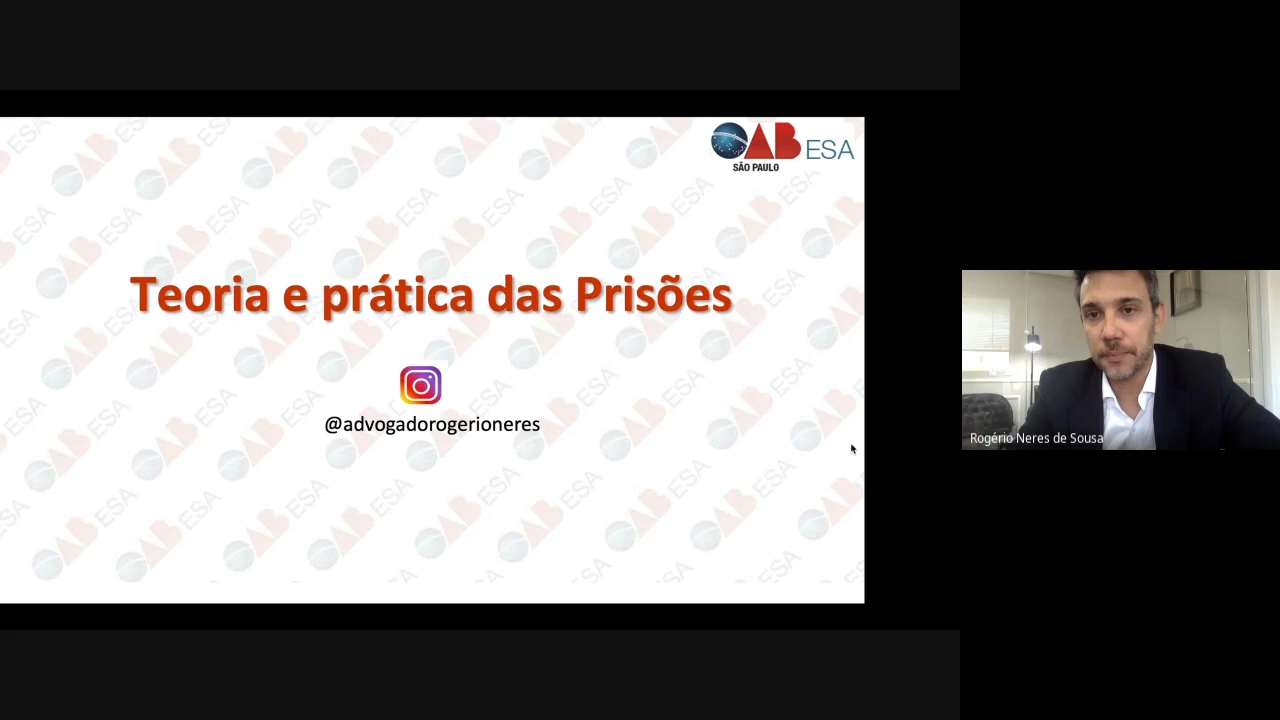 OAB ESA
SÃO PAULO
Teoria e prática das Prisões
@advogadorogerioneres
Rogério Neres de Sousa